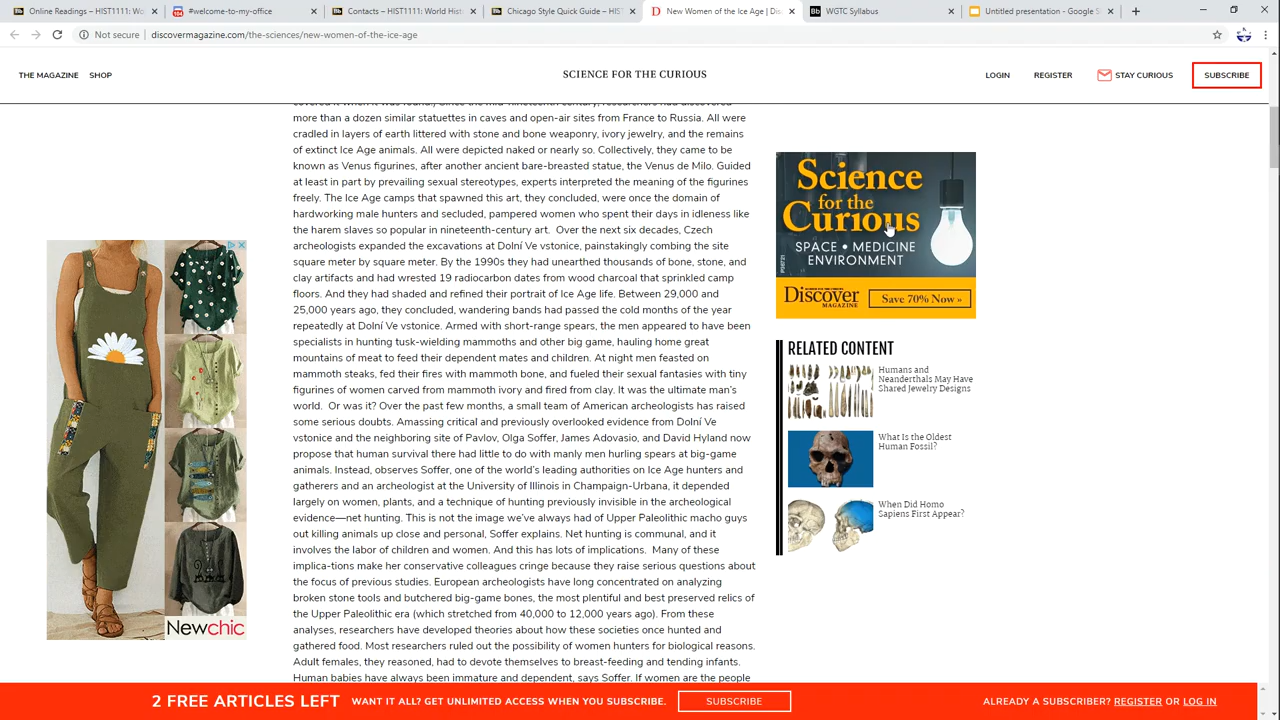 Online Readings – HIST1111: W
#welcome-to-hist
Contacts – HIST1111: World Hist
Chicago Style Quick Guide – HIS
New Women of the Ice Age | Dis
WGTC Syllabus
Untitled presentation - Google S
Not secure | discovermagazine.com/the-sciences/new-women-of-the-ice-age
THE MAGAZINE SHOP
SCIENCE FOR THE CURIOUS
LOGIN REGISTER STAY CURIOUS SUBSCRIBE
more than a dozen similar statuettes in caves and open-air sites from France to Russia. All were
cradled in layers of earth littered with stone and bone weaponry, ivory jewelry, and the remains
of extinct Ice Age animals. All were depicted naked or nearly so. Collectively, they came to be
known as Venus figurines, after another ancient bare-breasted statue, the Venus de Milo. Guided
at least in part by prevailing sexual stereotypes, experts interpreted the meaning of the figurines
freely. The Ice Age camps that spawned this art, they concluded, were once the domain of
hardworking male hunters and secluded, pampered women who spent their days in idleness like
the harem slaves so popular in nineteenth-century art. Over the next six decades, Czech
archeologists expanded the excavations at Dolní Ve vstonice, painstakingly combing the site
square meter by square meter. By the 1990s they had unearthed thousands of bone, stone, and
clay artifacts and had wrested 19 radiocarbon dates from wood charcoal that sprinkled camp
floors. And they had shaded and refined their portrait of Ice Age life. Between 29,000 and
25,000 years ago, they concluded, wandering bands had passed the cold months of the year
repeatedly at Dolní Ve vstonice. Armed with short-range spears, the men appeared to have been
specialists in hunting tusk-wielding mammoths and other big game, hauling home great
mountains of meat to feed their dependent mates and children. At night men feasted on
mammoth steaks, fed their fires with mammoth bone, and fueled their sexual fantasies with tiny
figurines of women carved from mammoth ivory and fired from clay. It was the ultimate man’s
world. Or was it? Over the past few months, a small team of American archeologists has raised
some serious doubts. Amassing critical and previously overlooked evidence from Dolní Ve
vstonice and the neighboring site of Pavlov, Olga Soffer, James Adovasio, and David Hyland now
propose that human survival there had little to do with manly men hurling spears at big-game
animals. Instead, observes Soffer, one of the world’s leading authorities on Ice Age hunters and
gatherers and an archeologist at the University of Illinois in Champaign-Urbana, it depended
largely on women, plants, and a technique of hunting previously invisible in the archeological
evidence—net hunting. This is not the image we’ve always had of Upper Paleolithic macho guys
out killing animals up close and personal, Soffer explains. Net hunting is communal, and it
involves the labor of children and women. And this has lots of implications. Many of these
implica-tions make her conservative colleagues cringe because they raise serious questions about
the focus of previous studies. European archeologists have long concentrated on analyzing
broken stone tools and butchered big-game bones, the most plentiful and best preserved relics of
the Upper Paleolithic era (which stretched from 40,000 to 12,000 years ago). From these
analyses, researchers have developed theories about how these societies once hunted and
gathered food. Most researchers ruled out the possibility of women hunters for biological reasons.
Adult females, they reasoned, had to devote themselves to breast-feeding and tending infants.
Human babies have always been immature and dependent, says Soffer. If women are the people
Newchic
Science
for the
Curious
SPACE • MEDICINE
ENVIRONMENT
Discover
MAGAZINE
Save 70% Now »
RELATED CONTENT
Humans and
Neanderthals May Have
Shared Jewelry Designs
What Is the Oldest
Human Fossil?
When Did Homo
Sapiens First Appear?
2 FREE ARTICLES LEFT WANT IT ALL? GET UNLIMITED ACCESS WHEN YOU SUBSCRIBE. SUBSCRIBE
ALREADY A SUBSCRIBER? REGISTER OR LOG IN